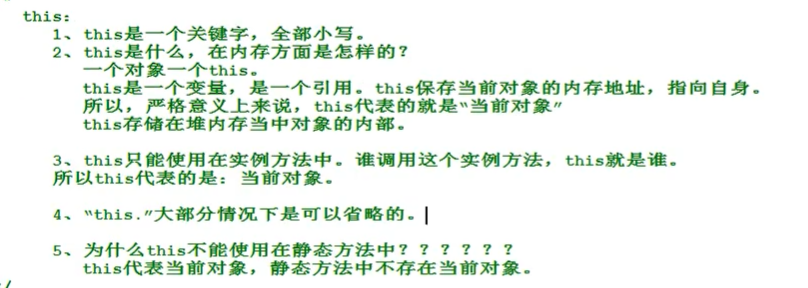 this:
1、this是一个关键字，全部小写。
2、this是什么，在内存方面是怎样的？
一个对象一个this。
this是一个变量，是一个引用。this保存当前对象的内存地址，指向自身。
所以，严格意义上来说，this代表的就是“当前对象”
this存储在堆内存当中对象的内部。
3、this只能使用在实例方法中。谁调用这个实例方法，this就是谁。
所以this代表的是：当前对象。
4、“this.”大部分情况下是可以省略的。
5、为什么this不能使用在静态方法中？？？？？？
this代表当前对象，静态方法中不存在当前对象。